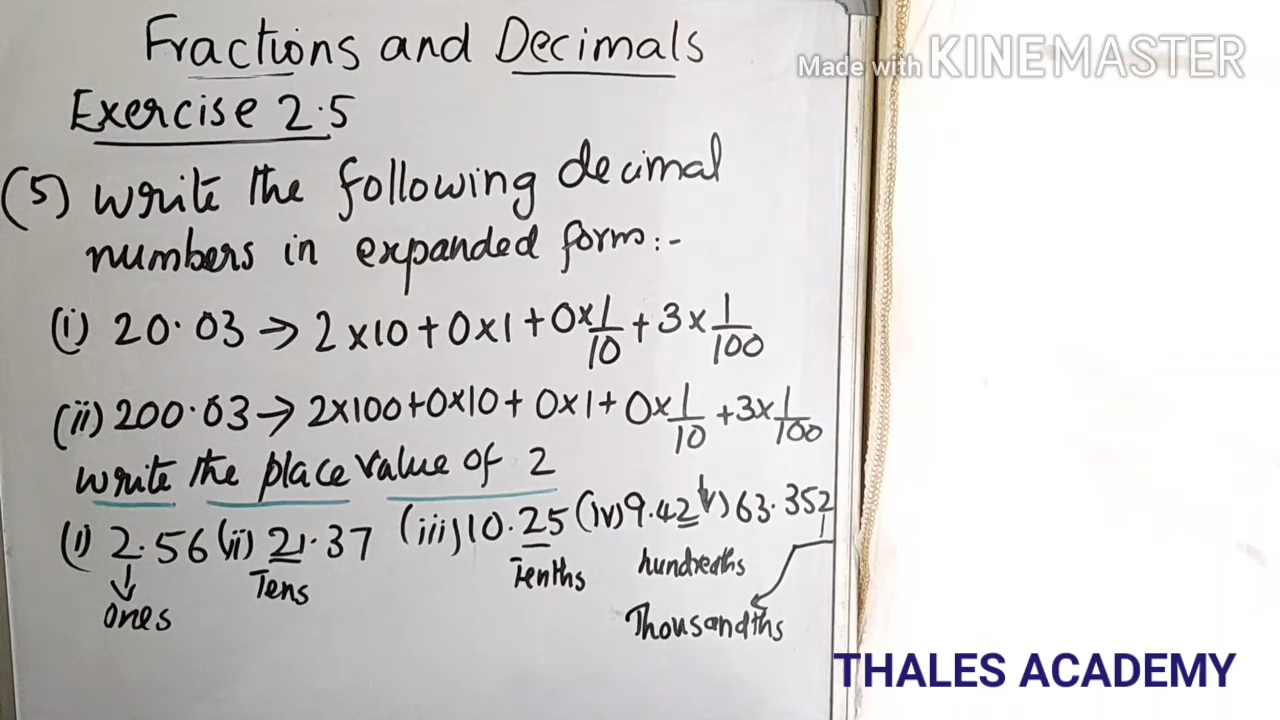 Fractions and Decimals
Made with KINEMASTER
Exercise 2.5
(5) Write the following decimal
numbers in expanded form:-
(i) 20.03 → 2×10+0×1+0×1/10+3×1/100
(ii) 200.03 → 2×100+0×10+0×1+0×1/10+3×1/100
Write the place value of 2
(i) 2.56 (ii) 21.37 (iii) 10.25 (iv) 9.42 (v) 63.352
Ones Tens Tenths hundredths
Thousandths
THALES ACADEMY